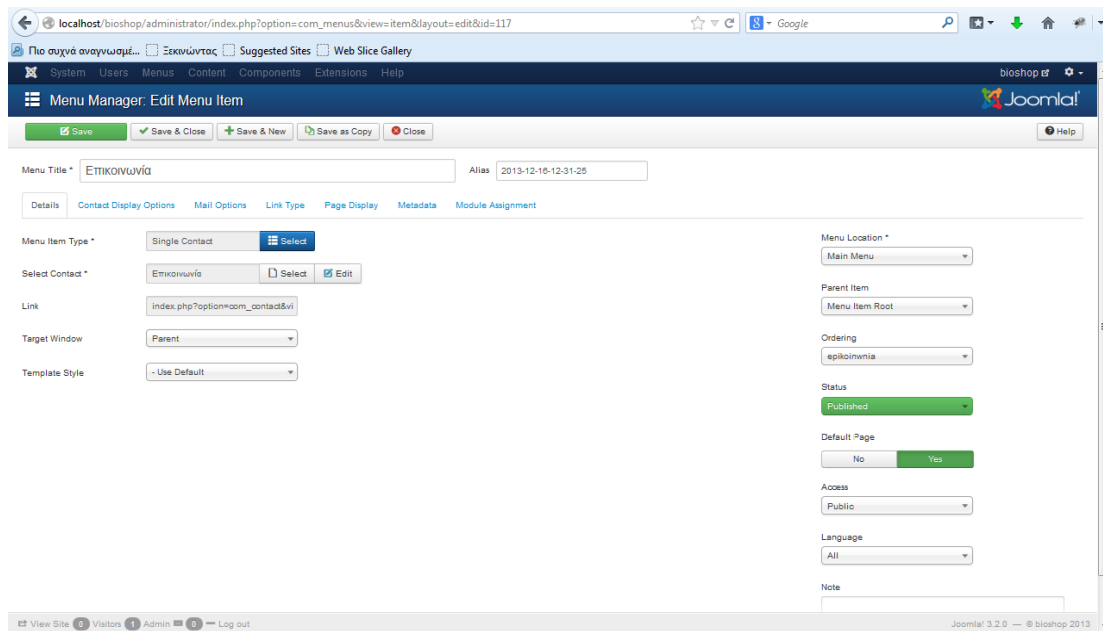 localhost/bioshop/administrator/index.php?option=com_menus&view=item&layout=edit&id=117
Google
Πιο συχνά αναγνωσμέ... Ξεκινώντας Suggested Sites Web Slice Gallery
System Users Menus Content Components Extensions Help bioshop
Menu Manager: Edit Menu Item Joomla!
Save Save & Close Save & New Save as Copy Close Help
Menu Title * Επικοινωνία Alias 2013-12-16-12-31-25
Details Contact Display Options Mail Options Link Type Page Display Metadata Module Assignment
Menu Item Type * Single Contact Select
Select Contact * Επικοινωνία Select Edit
Link index.php?option=com_contact&vi
Target Window Parent
Template Style - Use Default
Menu Location *
Main Menu
Parent Item
Menu Item Root
Ordering
epikoinwnia
Status
Published
Default Page
No Yes
Access
Public
Language
All
Note
View Site 0 Visitors 1 Admin 0 Log out Joomla! 3.2.0 — © bioshop 2013